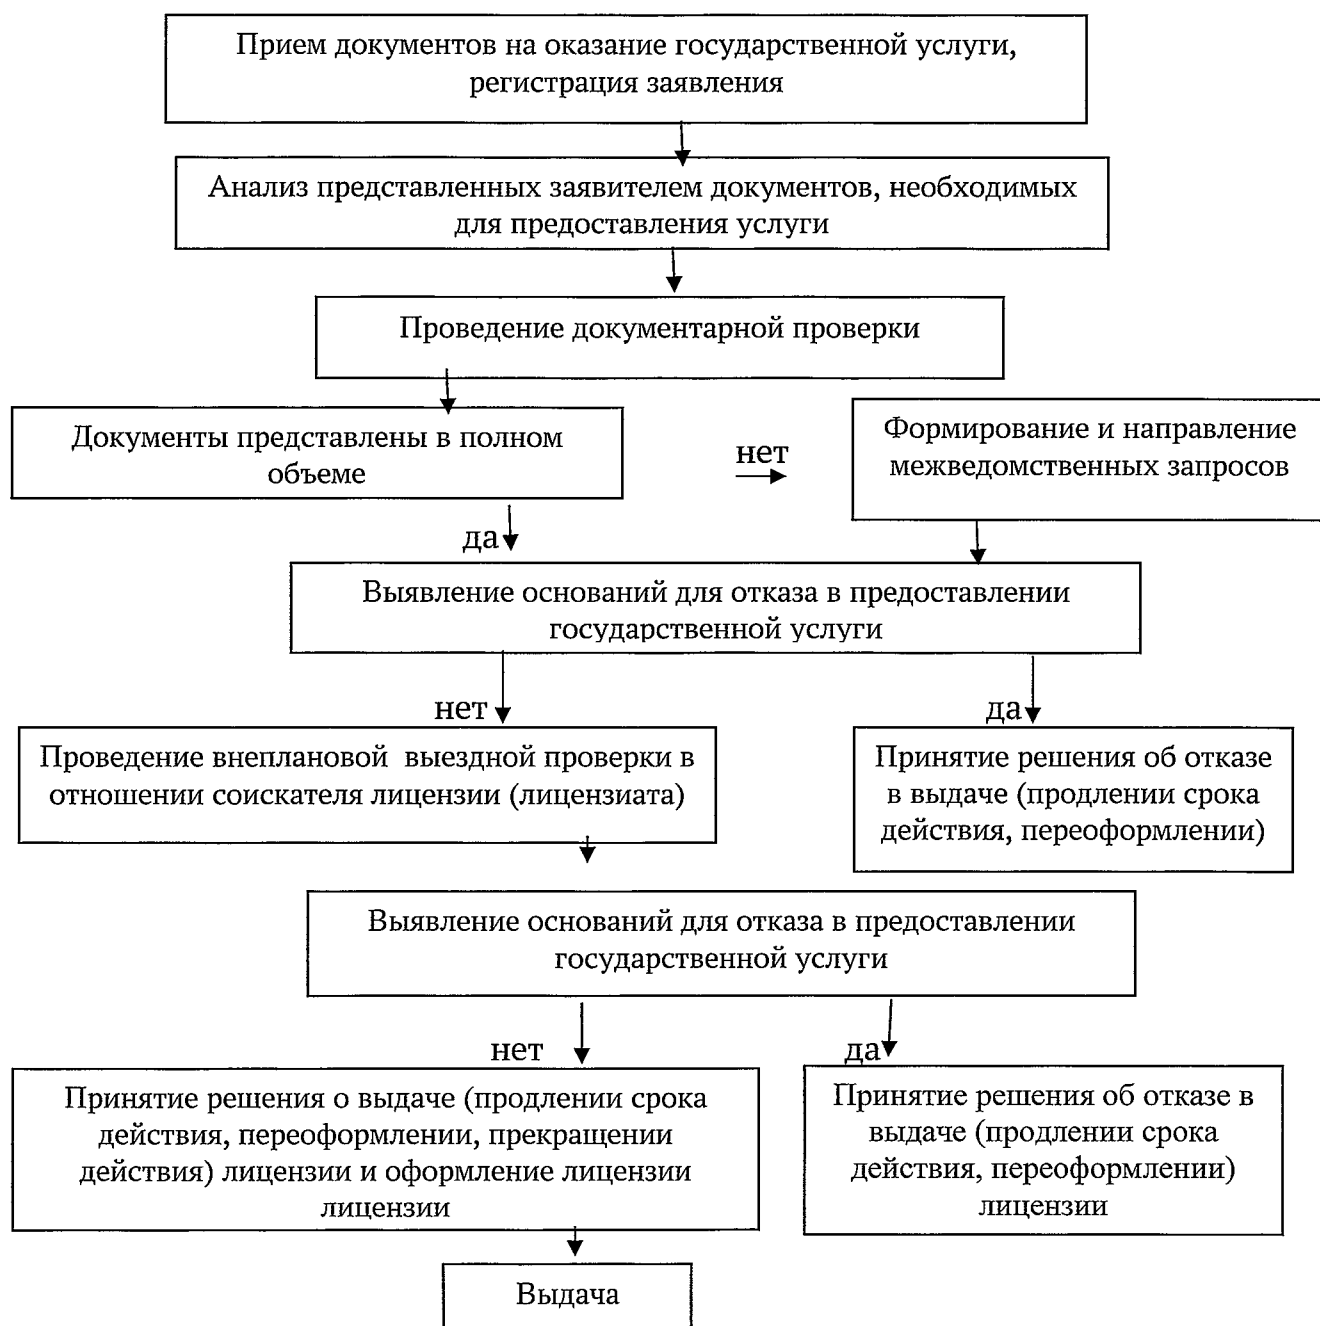 Прием документов на оказание государственной услуги,
регистрация заявления
Анализ представленных заявителем документов, необходимых
для предоставления услуги
Проведение документарной проверки
Документы представлены в полном
объеме
нет
Формирование и направление
межведомственных запросов
да
Выявление оснований для отказа в предоставлении
государственной услуги
нет
да
Проведение внеплановой выездной проверки в
отношении соискателя лицензии (лицензиата)
Принятие решения об отказе
в выдаче (продлении срока
действия, переоформлении)
Выявление оснований для отказа в предоставлении
государственной услуги
нет
да
Принятие решения о выдаче (продлении срока
действия, переоформлении, прекращении
действия) лицензии и оформление лицензии
лицензии
Принятие решения об отказе в
выдаче (продлении срока
действия, переоформлении)
лицензии
Выдача